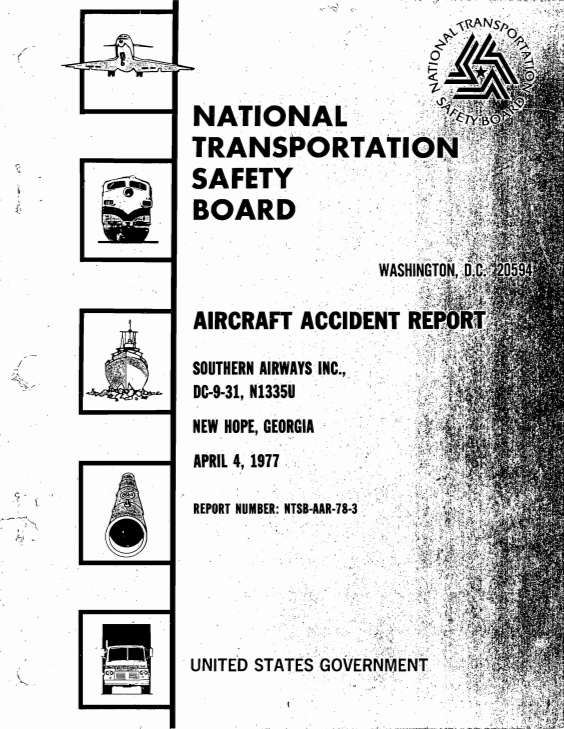 NATIONAL TRANSPORTATION
SAFETY BOARD
NATIONAL
TRANSPORTATION
SAFETY
BOARD
WASHINGTON, D.C. 20594
AIRCRAFT ACCIDENT REPORT
SOUTHERN AIRWAYS INC.,
DC-9-31, N1335U
NEW HOPE, GEORGIA
APRIL 4, 1977
REPORT NUMBER: NTSB-AAR-78-3
UNITED STATES GOVERNMENT